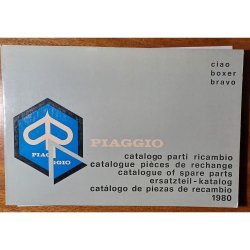 ciao
boxer
bravo
PIAGGIO
PIAGGIO
catalogo parti ricambio
catalogue pièces de rechange
catalogue of spare parts
ersatzteil-katalog
catálogo de piezas de recambio
1980